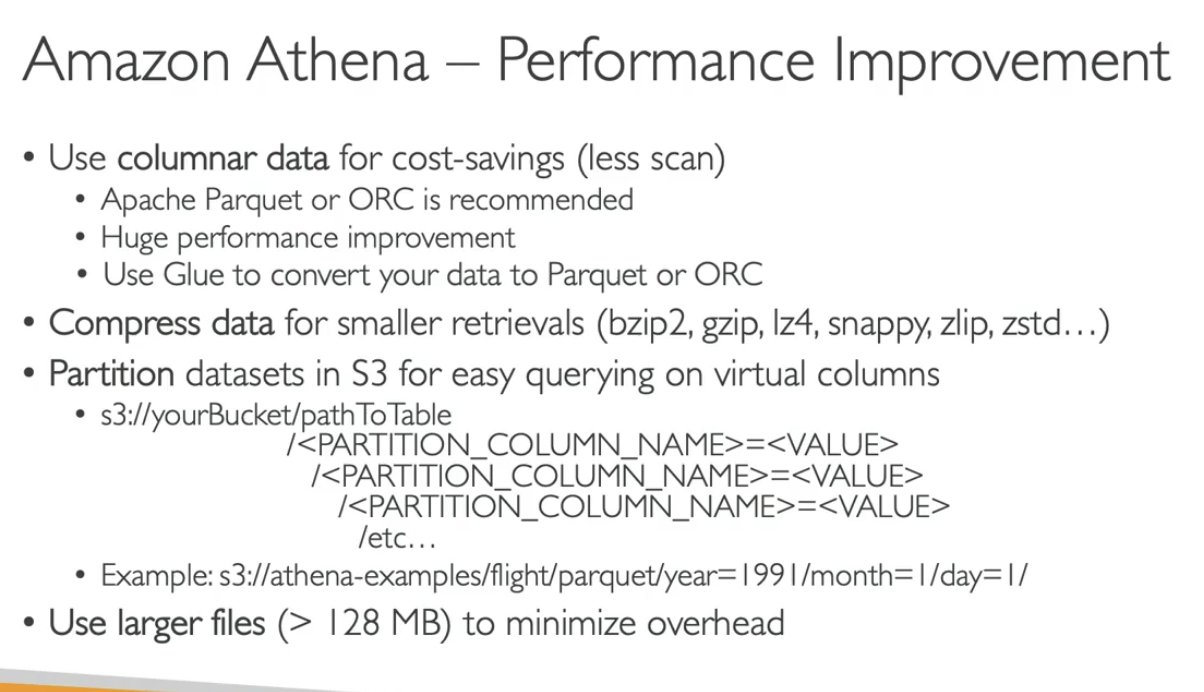 Amazon Athena – Performance Improvement
• Use columnar data for cost-savings (less scan)
• Apache Parquet or ORC is recommended
• Huge performance improvement
• Use Glue to convert your data to Parquet or ORC
• Compress data for smaller retrievals (bzip2, gzip, lz4, snappy, zlip, zstd…)
• Partition datasets in S3 for easy querying on virtual columns
• s3://yourBucket/pathToTable
/<PARTITION_COLUMN_NAME>=<VALUE>
/<PARTITION_COLUMN_NAME>=<VALUE>
/<PARTITION_COLUMN_NAME>=<VALUE>
/etc…
• Example: s3://athena-examples/flight/parquet/year=1991/month=1/day=1/
• Use larger files (> 128 MB) to minimize overhead